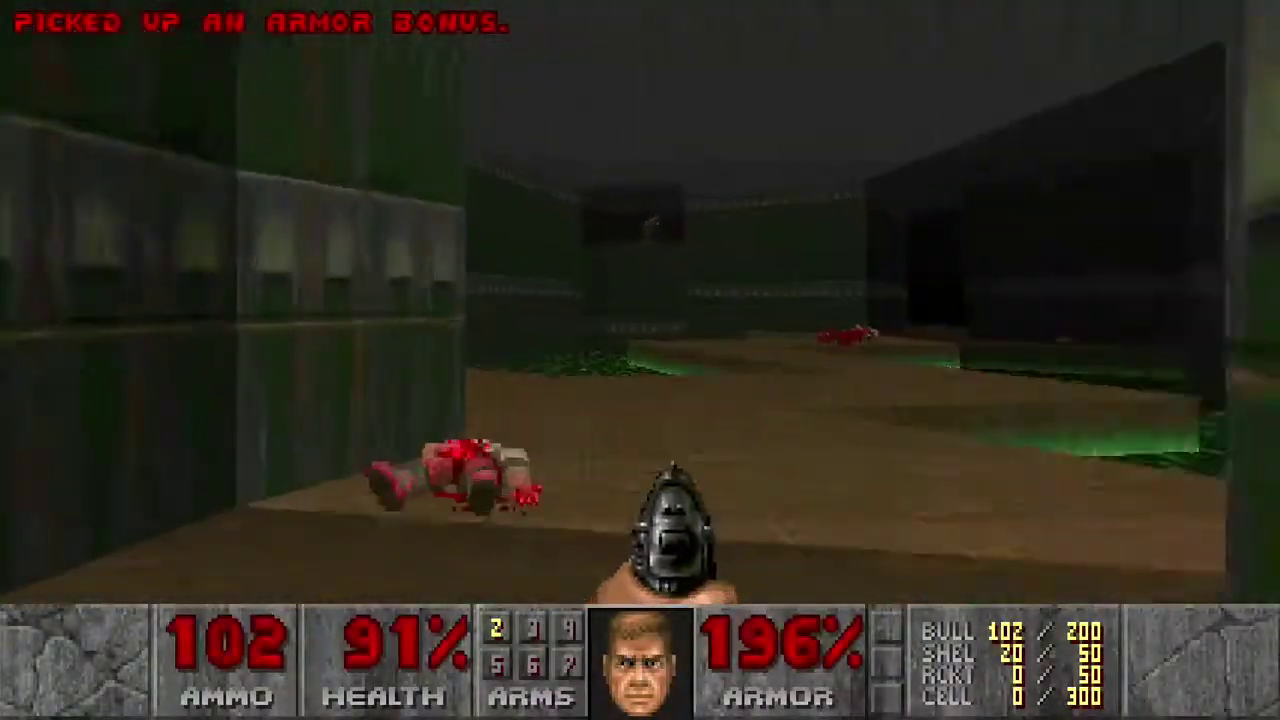 PICKED UP AN ARMOR BONUS.
102 91% 2 3 4 196% BULL 102 / 200
5 6 7 SHEL 20 / 50
RCKT 0 / 50
AMMO HEALTH ARMS ARMOR CELL 0 / 300